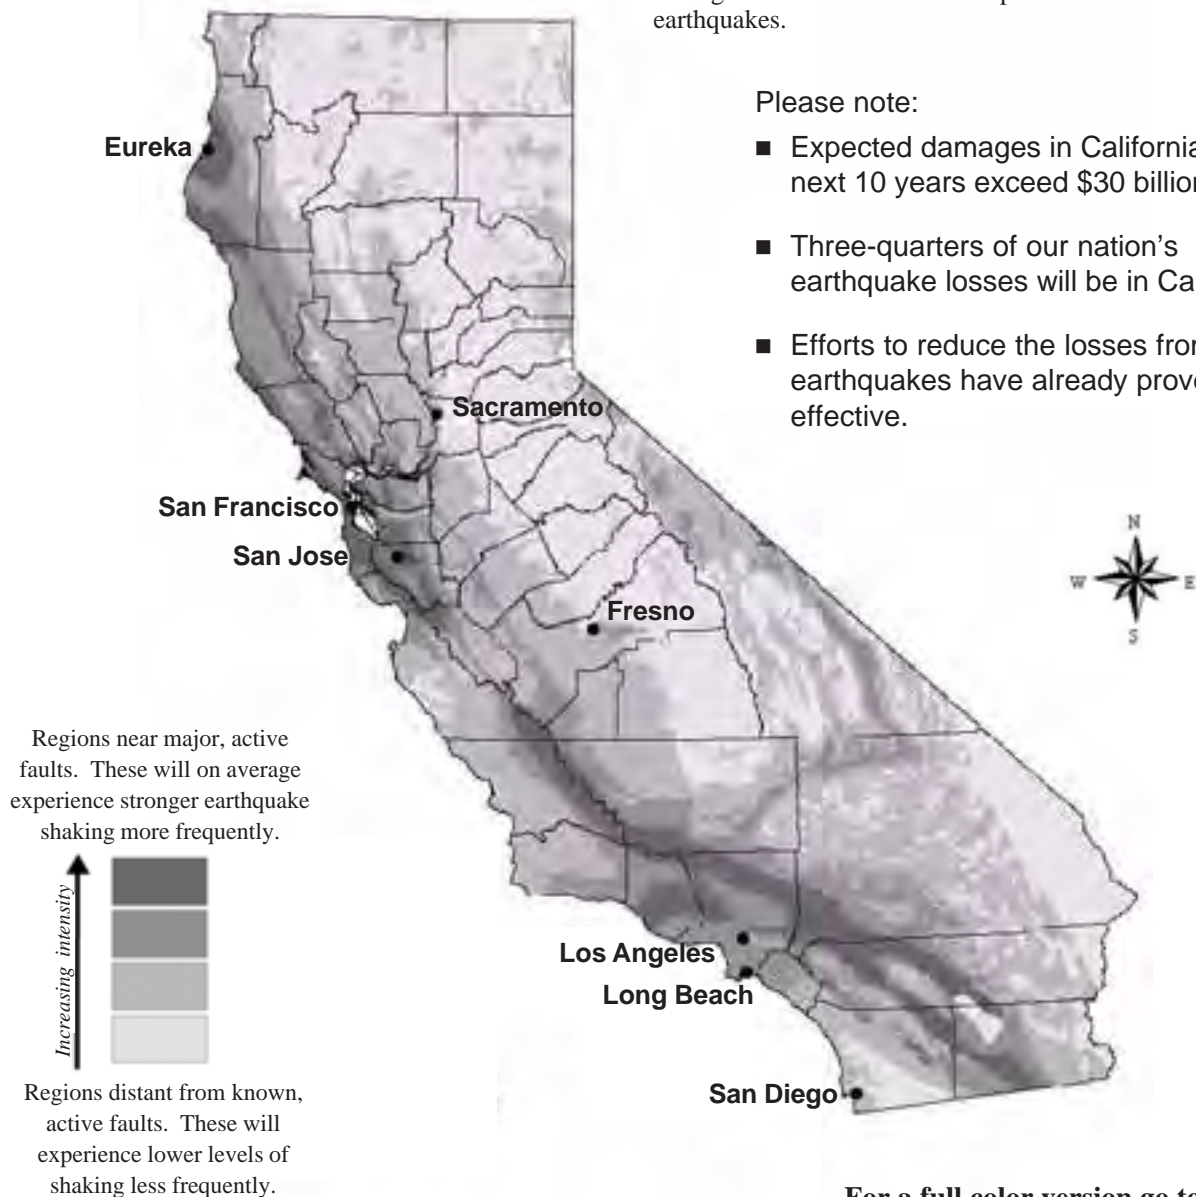 earthquakes.
Please note:
■ Expected damages in California
next 10 years exceed $30 billion
■ Three-quarters of our nation's
earthquake losses will be in
■ Efforts to reduce the losses
earthquakes have already
effective.
Eureka
Sacramento
San Francisco
San Jose
Fresno
N
W E
S
Regions near major, active
faults. These will on average
experience stronger earthquake
shaking more frequently.
Increasing intensity
Regions distant from known,
active faults. These will
experience lower levels of
shaking less frequently.
Los Angeles
Long Beach
San Diego
For a full color version go to